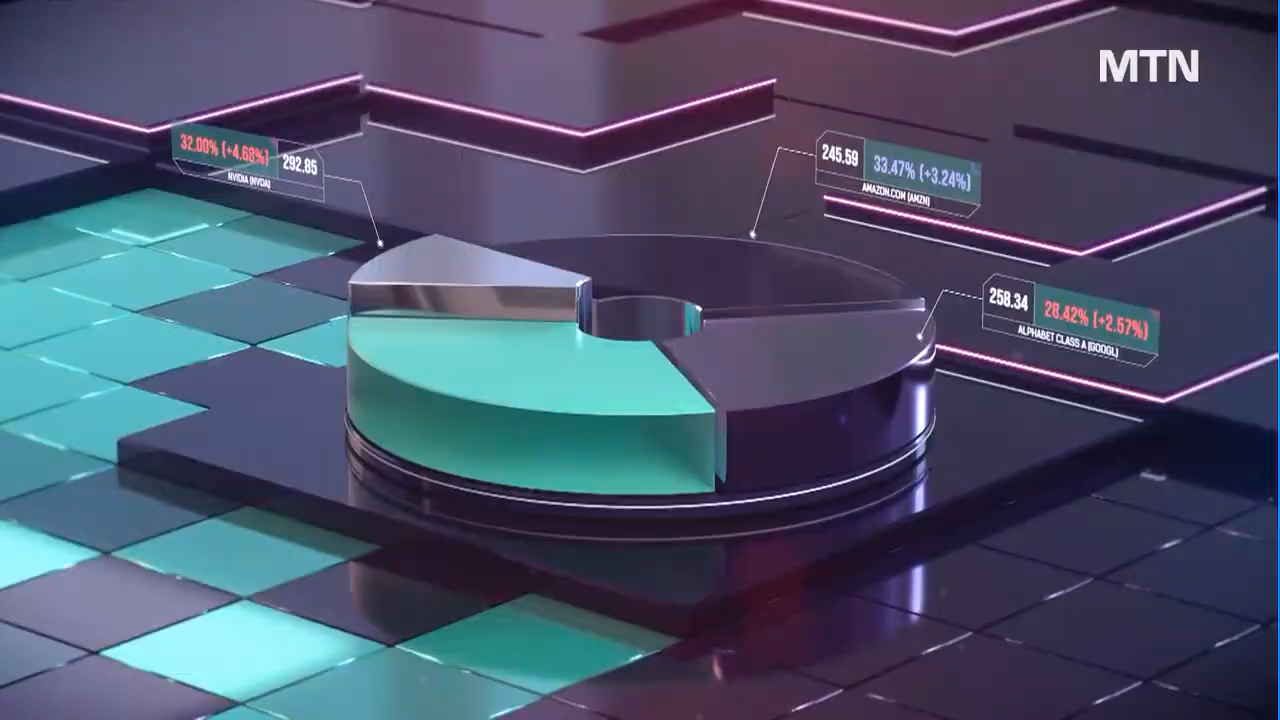 MTN
32.00% (+4.68%) 292.85
NVIDIA (NVDA)
245.59 33.47% (+3.24%)
AMAZON.COM (AMZN)
258.34 28.42% (+2.57%)
ALPHABET CLASS A (GOOGL)